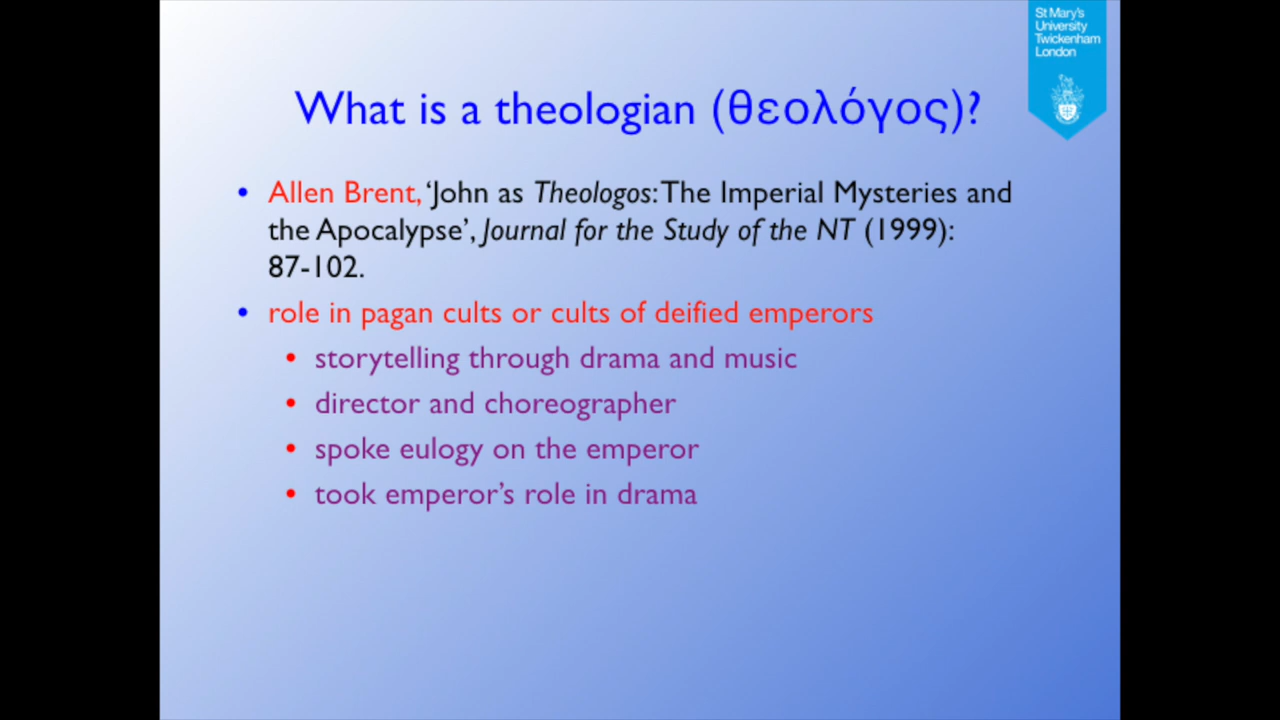 St Mary's
University
Twickenham
London
What is a theologian (θεολόγος)?
• Allen Brent, ‘John as Theologos: The Imperial Mysteries and
the Apocalypse’, Journal for the Study of the NT (1999):
87-102.
• role in pagan cults or cults of deified emperors
• storytelling through drama and music
• director and choreographer
• spoke eulogy on the emperor
• took emperor’s role in drama